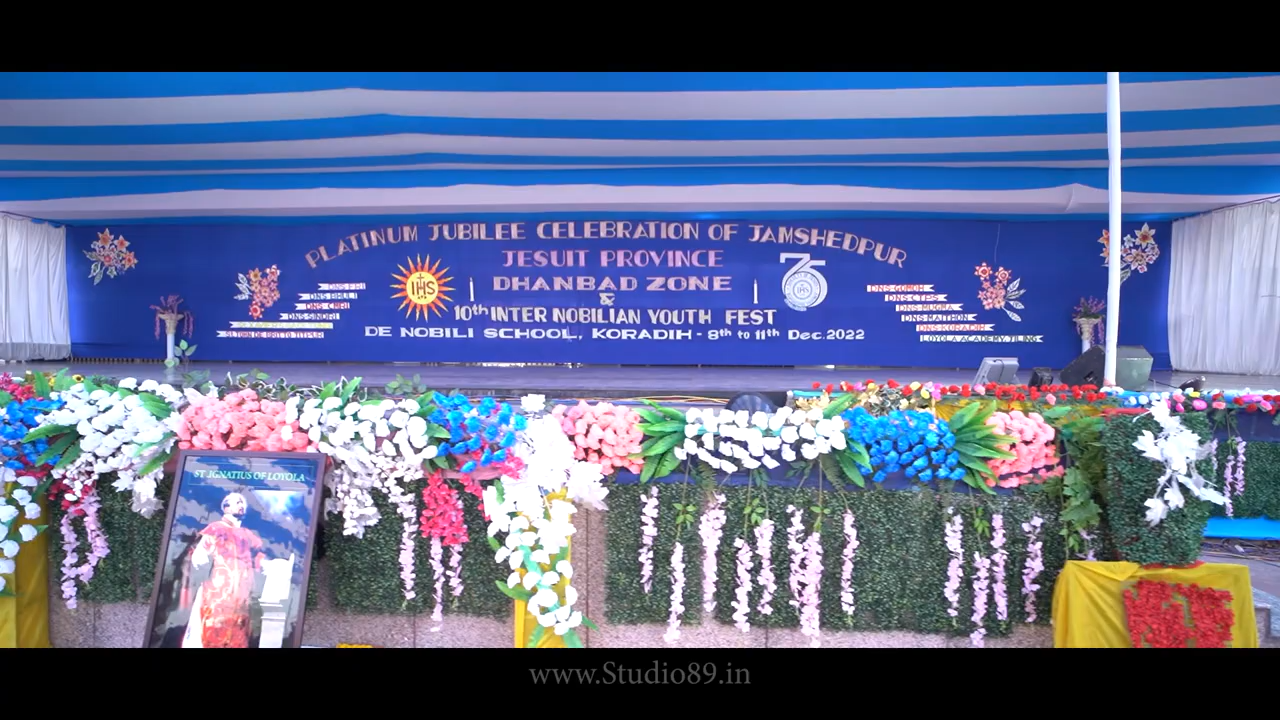 PLATINUM JUBILEE CELEBRATION OF JAMSHEDPUR
JESUIT PROVINCE
DHANBAD ZONE
&
10th INTER NOBILIAN YOUTH FEST
DE NOBILI SCHOOL, KORADIH - 8th to 11th Dec. 2022
DNS-FRI
DNS-BHULI
DNS-CMRI
DNS-SINDRI
IHS
75
IHS
DNS-GOMOH
DNS-CTPS
DNS-MUGMA
DNS-MAITHON
DNS-KORADIH
LOYOLA ACADEMY, TILING
ST IGNATIUS OF LOYOLA
www.Studio89.in